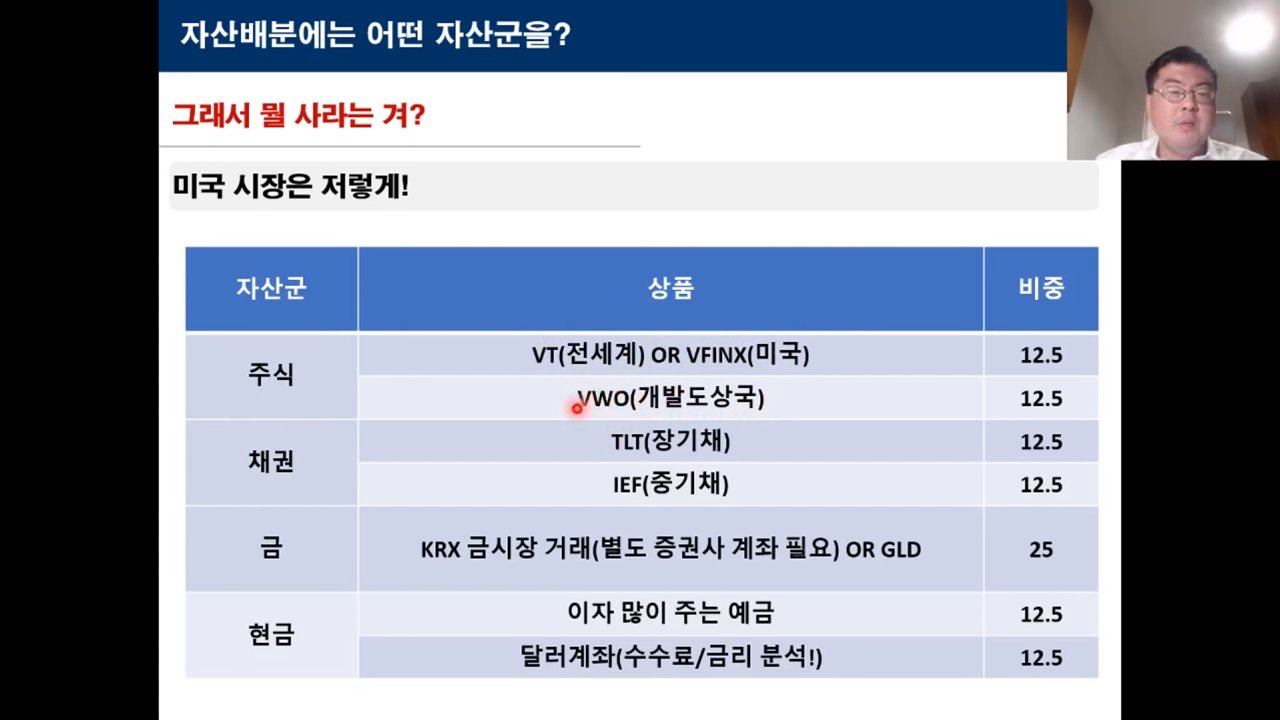 자산배분에는 어떤 자산군을?
그래서 뭘 사라는 겨?
미국 시장은 저렇게!
자산군 상품 비중
주식 VT(전세계) OR VFINX(미국) 12.5
VWO(개발도상국) 12.5
채권 TLT(장기채) 12.5
IEF(중기채) 12.5
금 KRX 금시장 거래(별도 증권사 계좌 필요) OR GLD 25
현금 이자 많이 주는 예금 12.5
달러계좌(수수료/금리 분석!) 12.5